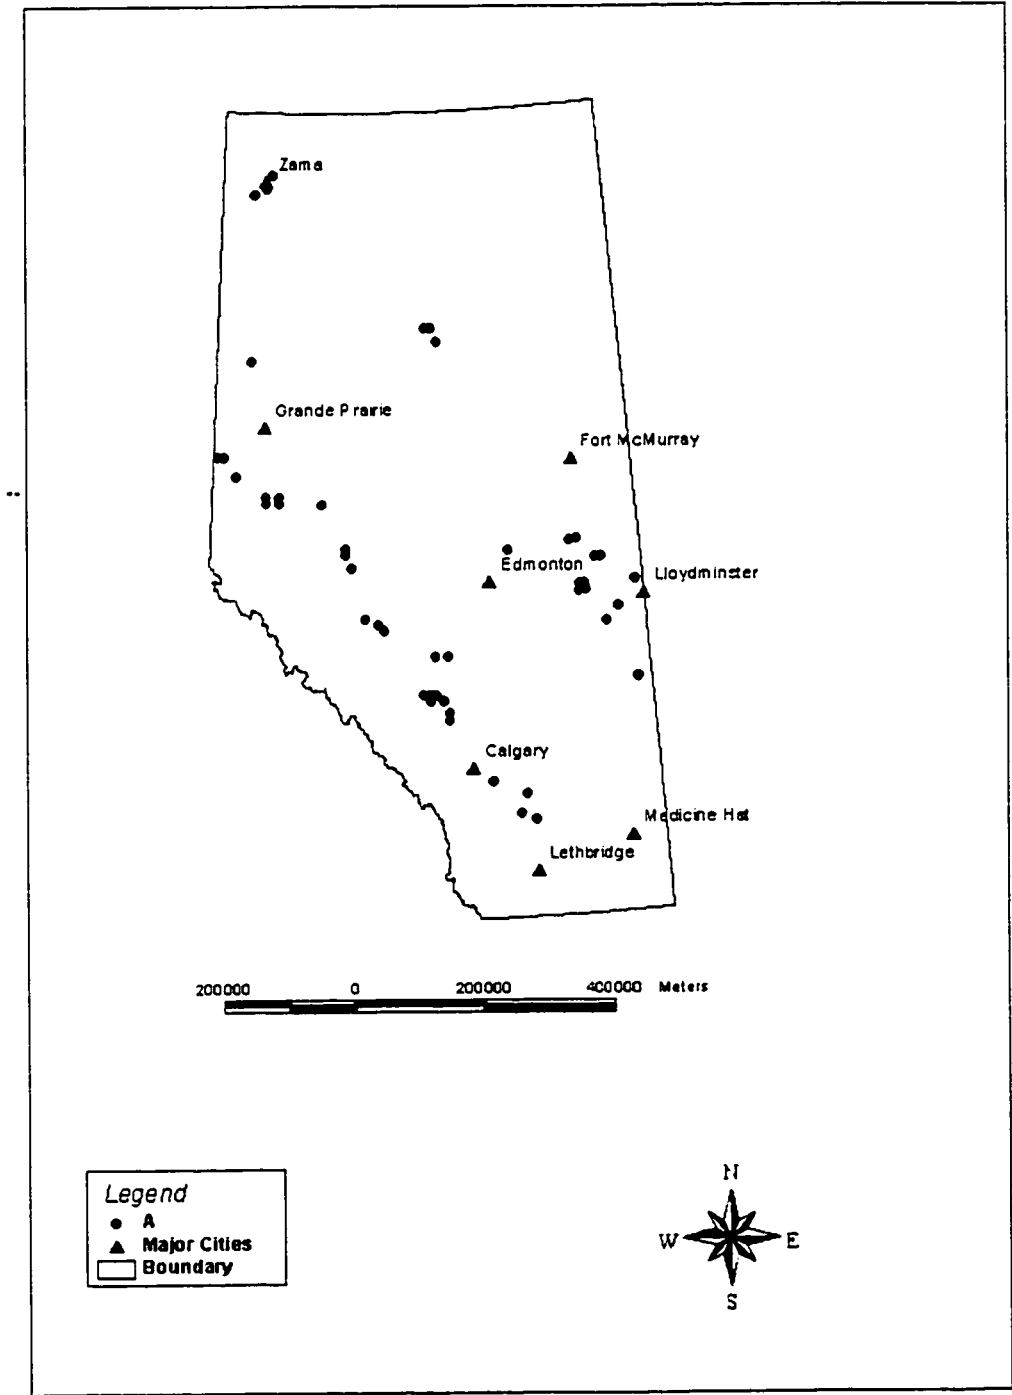 Zama
Grande Prairie
Fort McMurray
Edmonton
Lloydminster
Calgary
Medicine Hat
Lethbridge
200000 0 200000 400000 Meters
Legend
A
Major Cities
Boundary
N
W E
S